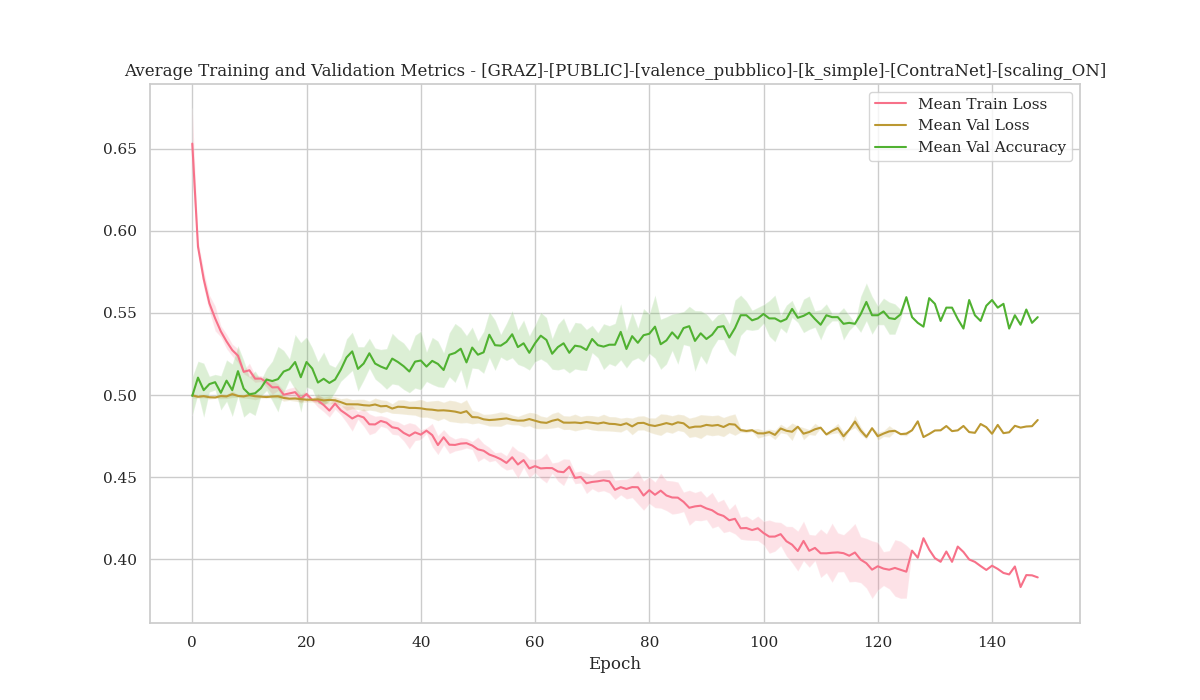 Average Training and Validation Metrics - [GRAZ]-[PUBLIC]-[valence_pubblico]-[k_simple]-[ContraNet]-[scaling_ON]
Mean Train Loss
Mean Val Loss
Mean Val Accuracy
0.65
0.60
0.55
0.50
0.45
0.40
0 20 40 60 80 100 120 140
Epoch